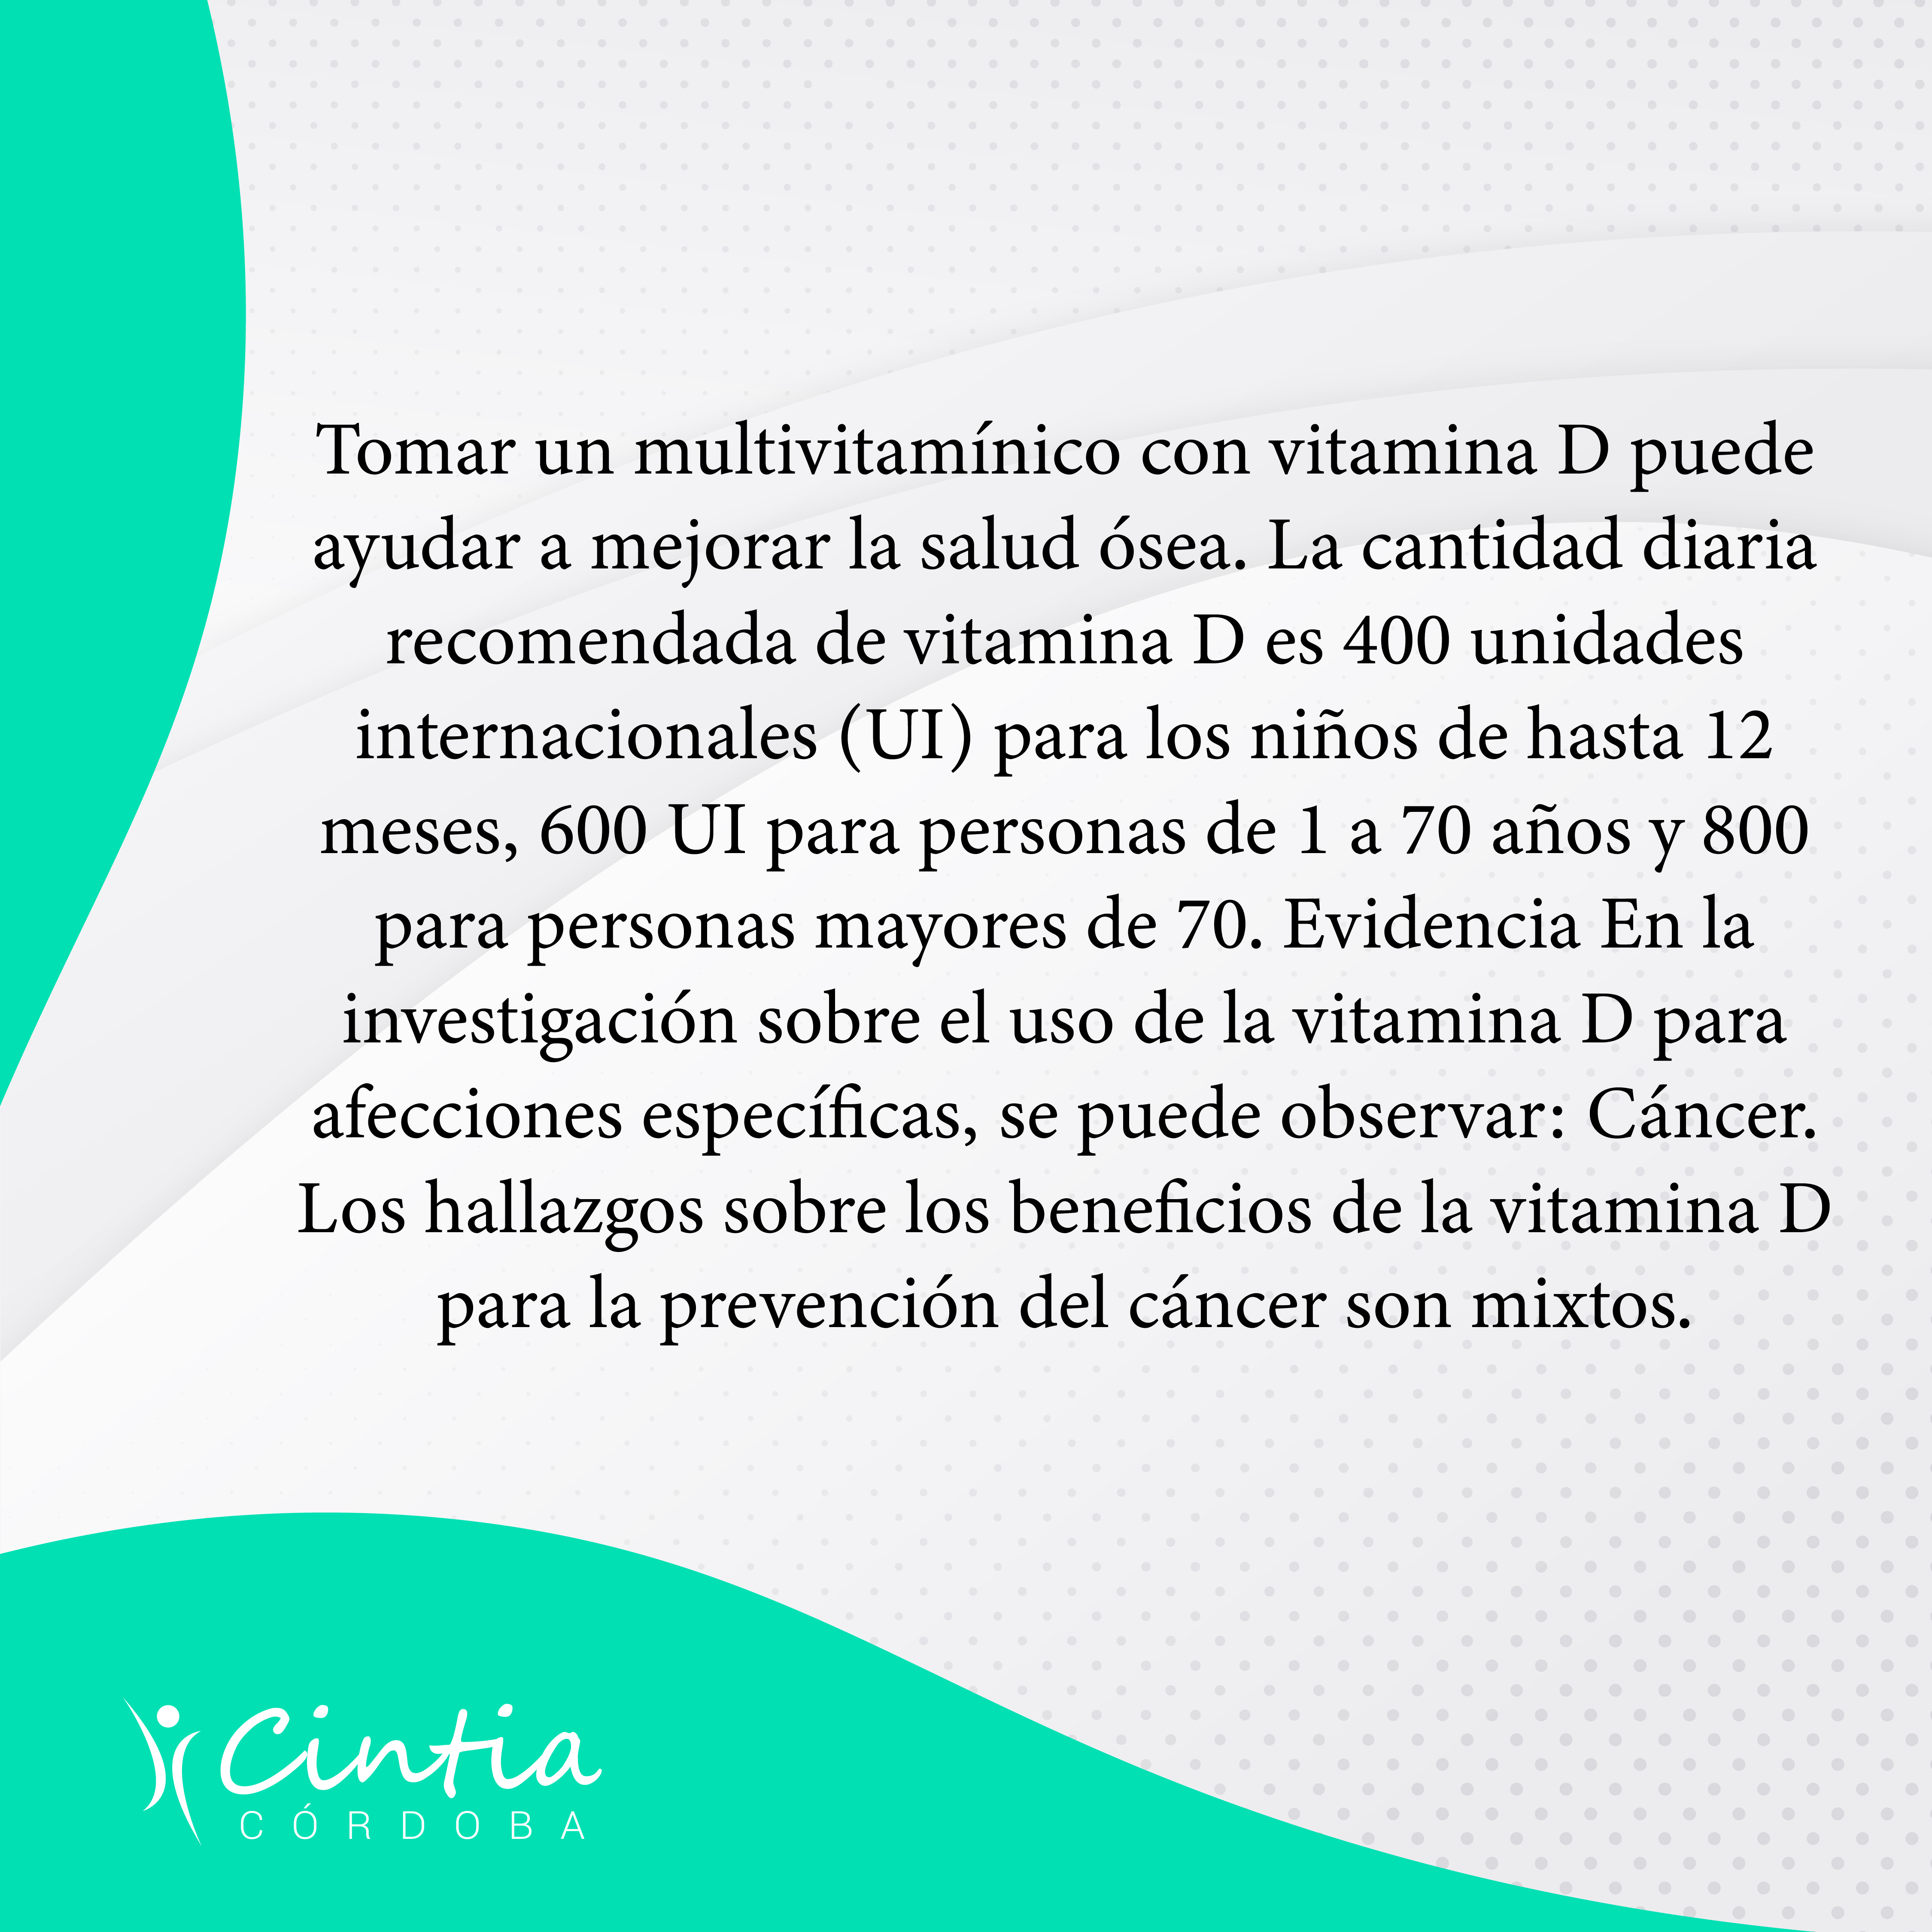 Tomar un multivitamínico con vitamina D puede
ayudar a mejorar la salud ósea. La cantidad diaria
recomendada de vitamina D es 400 unidades
internacionales (UI) para los niños de hasta 12
meses, 600 UI para personas de 1 a 70 años y 800
para personas mayores de 70. Evidencia En la
investigación sobre el uso de la vitamina D para
afecciones específicas, se puede observar: Cáncer.
Los hallazgos sobre los beneficios de la vitamina D
para la prevención del cáncer son mixtos.
Cintia
CÓRDOBA